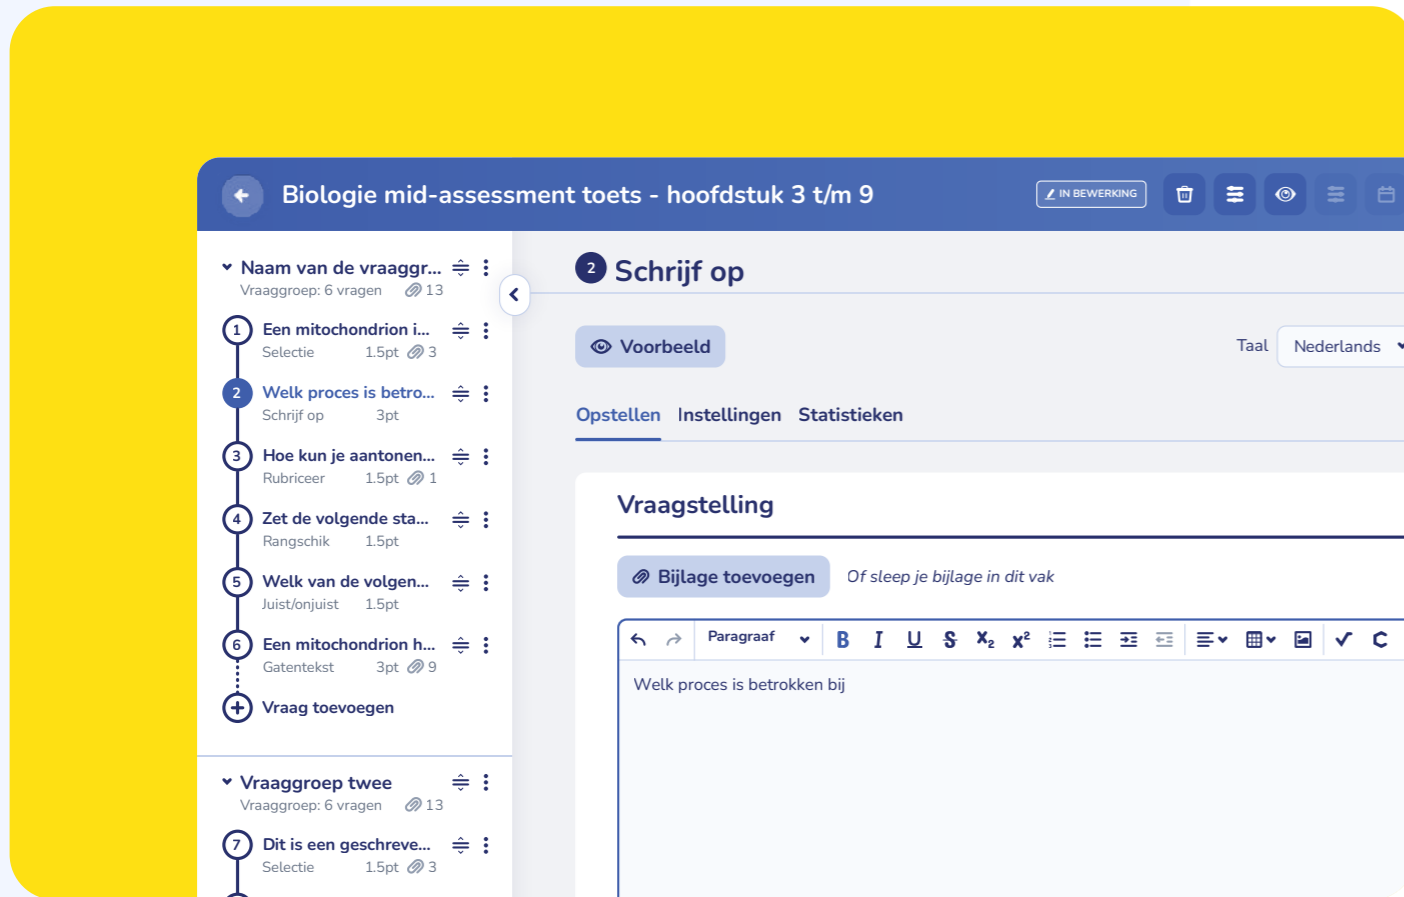 Biologie mid-assessment toets - hoofdstuk 3 t/m 9
IN BEWERKING
Naam van de vraaggr...
Vraaggroep: 6 vragen 13
1 Een mitochondrion i...
Selectie 1.5pt 3
2 Welk proces is betro...
Schrijf op 3pt
3 Hoe kun je aantonen...
Rubriceer 1.5pt 1
4 Zet de volgende sta...
Rangschik 1.5pt
5 Welk van de volgen...
Juist/onjuist 1.5pt
6 Een mitochondrion h...
Gatentekst 3pt 9
Vraag toevoegen
Vraaggroep twee
Vraaggroep: 6 vragen 13
7 Dit is een geschreve...
Selectie 1.5pt 3
2 Schrijf op
Voorbeeld
Taal Nederlands
Opstellen Instellingen Statistieken
Vraagstelling
Bijlage toevoegen Of sleep je bijlage in dit vak
Paragraaf B I U S X₂ X² C
Welk proces is betrokken bij